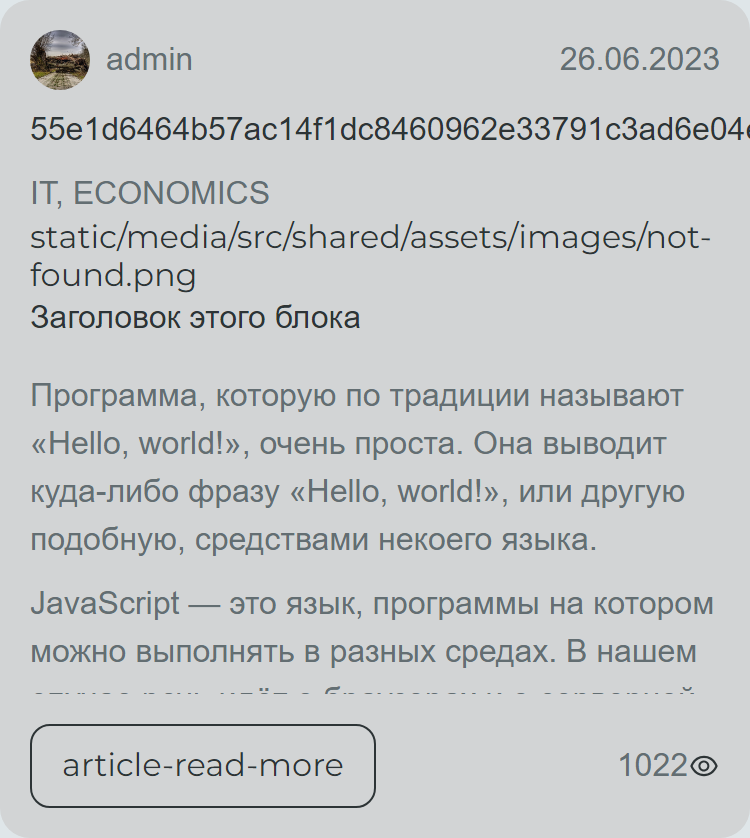 admin
26.06.2023
55e1d6464b57ac14f1dc8460962e33791c3ad6e04
IT, ECONOMICS
static/media/src/shared/assets/images/not-
found.png
Заголовок этого блока
Программа, которую по традиции называют
«Hello, world!», очень проста. Она выводит
куда-либо фразу «Hello, world!», или другую
подобную, средствами некоего языка.
JavaScript — это язык, программы на котором
можно выполнять в разных средах. В нашем
article-read-more
1022